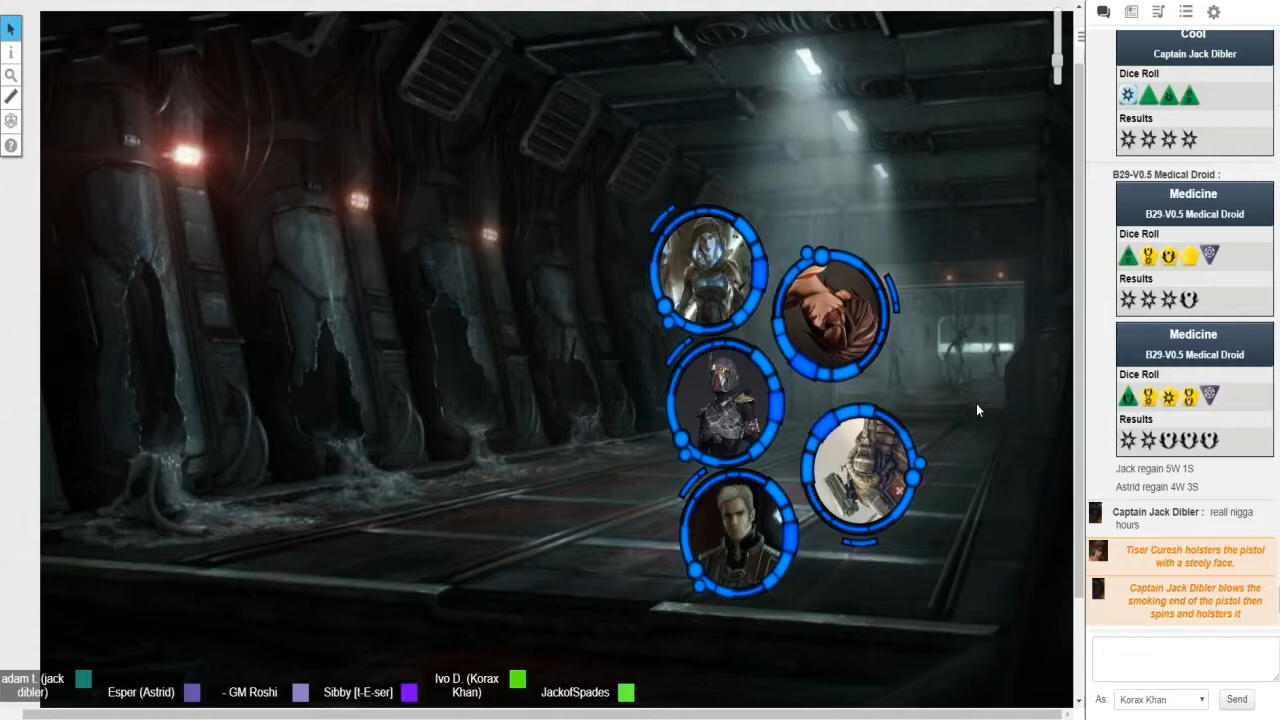 Cool
Captain Jack Dibler
Dice Roll
Results
B29-V0.5 Medical Droid :
Medicine
B29-V0.5 Medical Droid
Dice Roll
Results
Medicine
B29-V0.5 Medical Droid
Dice Roll
Results
Jack regain 5W 1S
Astrid regain 4W 3S
Captain Jack Dibler : reall nigga
hours
Tiser Curesh holsters the pistol
with a steely face.
Captain Jack Dibler blows the
smoking end of the pistol then
spins and holsters it
As: Korax Khan Send
adam t. (jack
dibler)
Esper (Astrid)
- GM Roshi
Sibby [t-E-ser]
Ivo D. (Korax
Khan)
JackofSpades